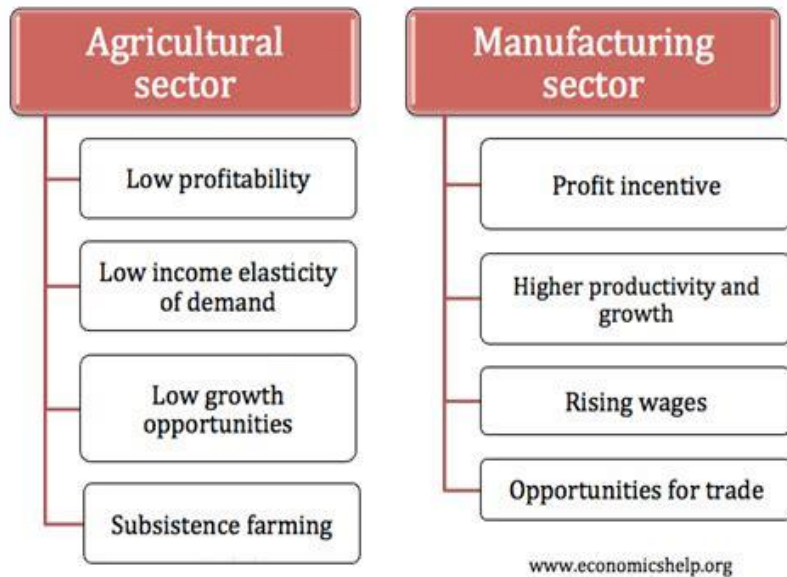 Agricultural
sector
Low profitability
Low income elasticity
of demand
Low growth
opportunities
Subsistence farming
Manufacturing
sector
Profit incentive
Higher productivity and
growth
Rising wages
Opportunities for trade
www.economicshelp.org